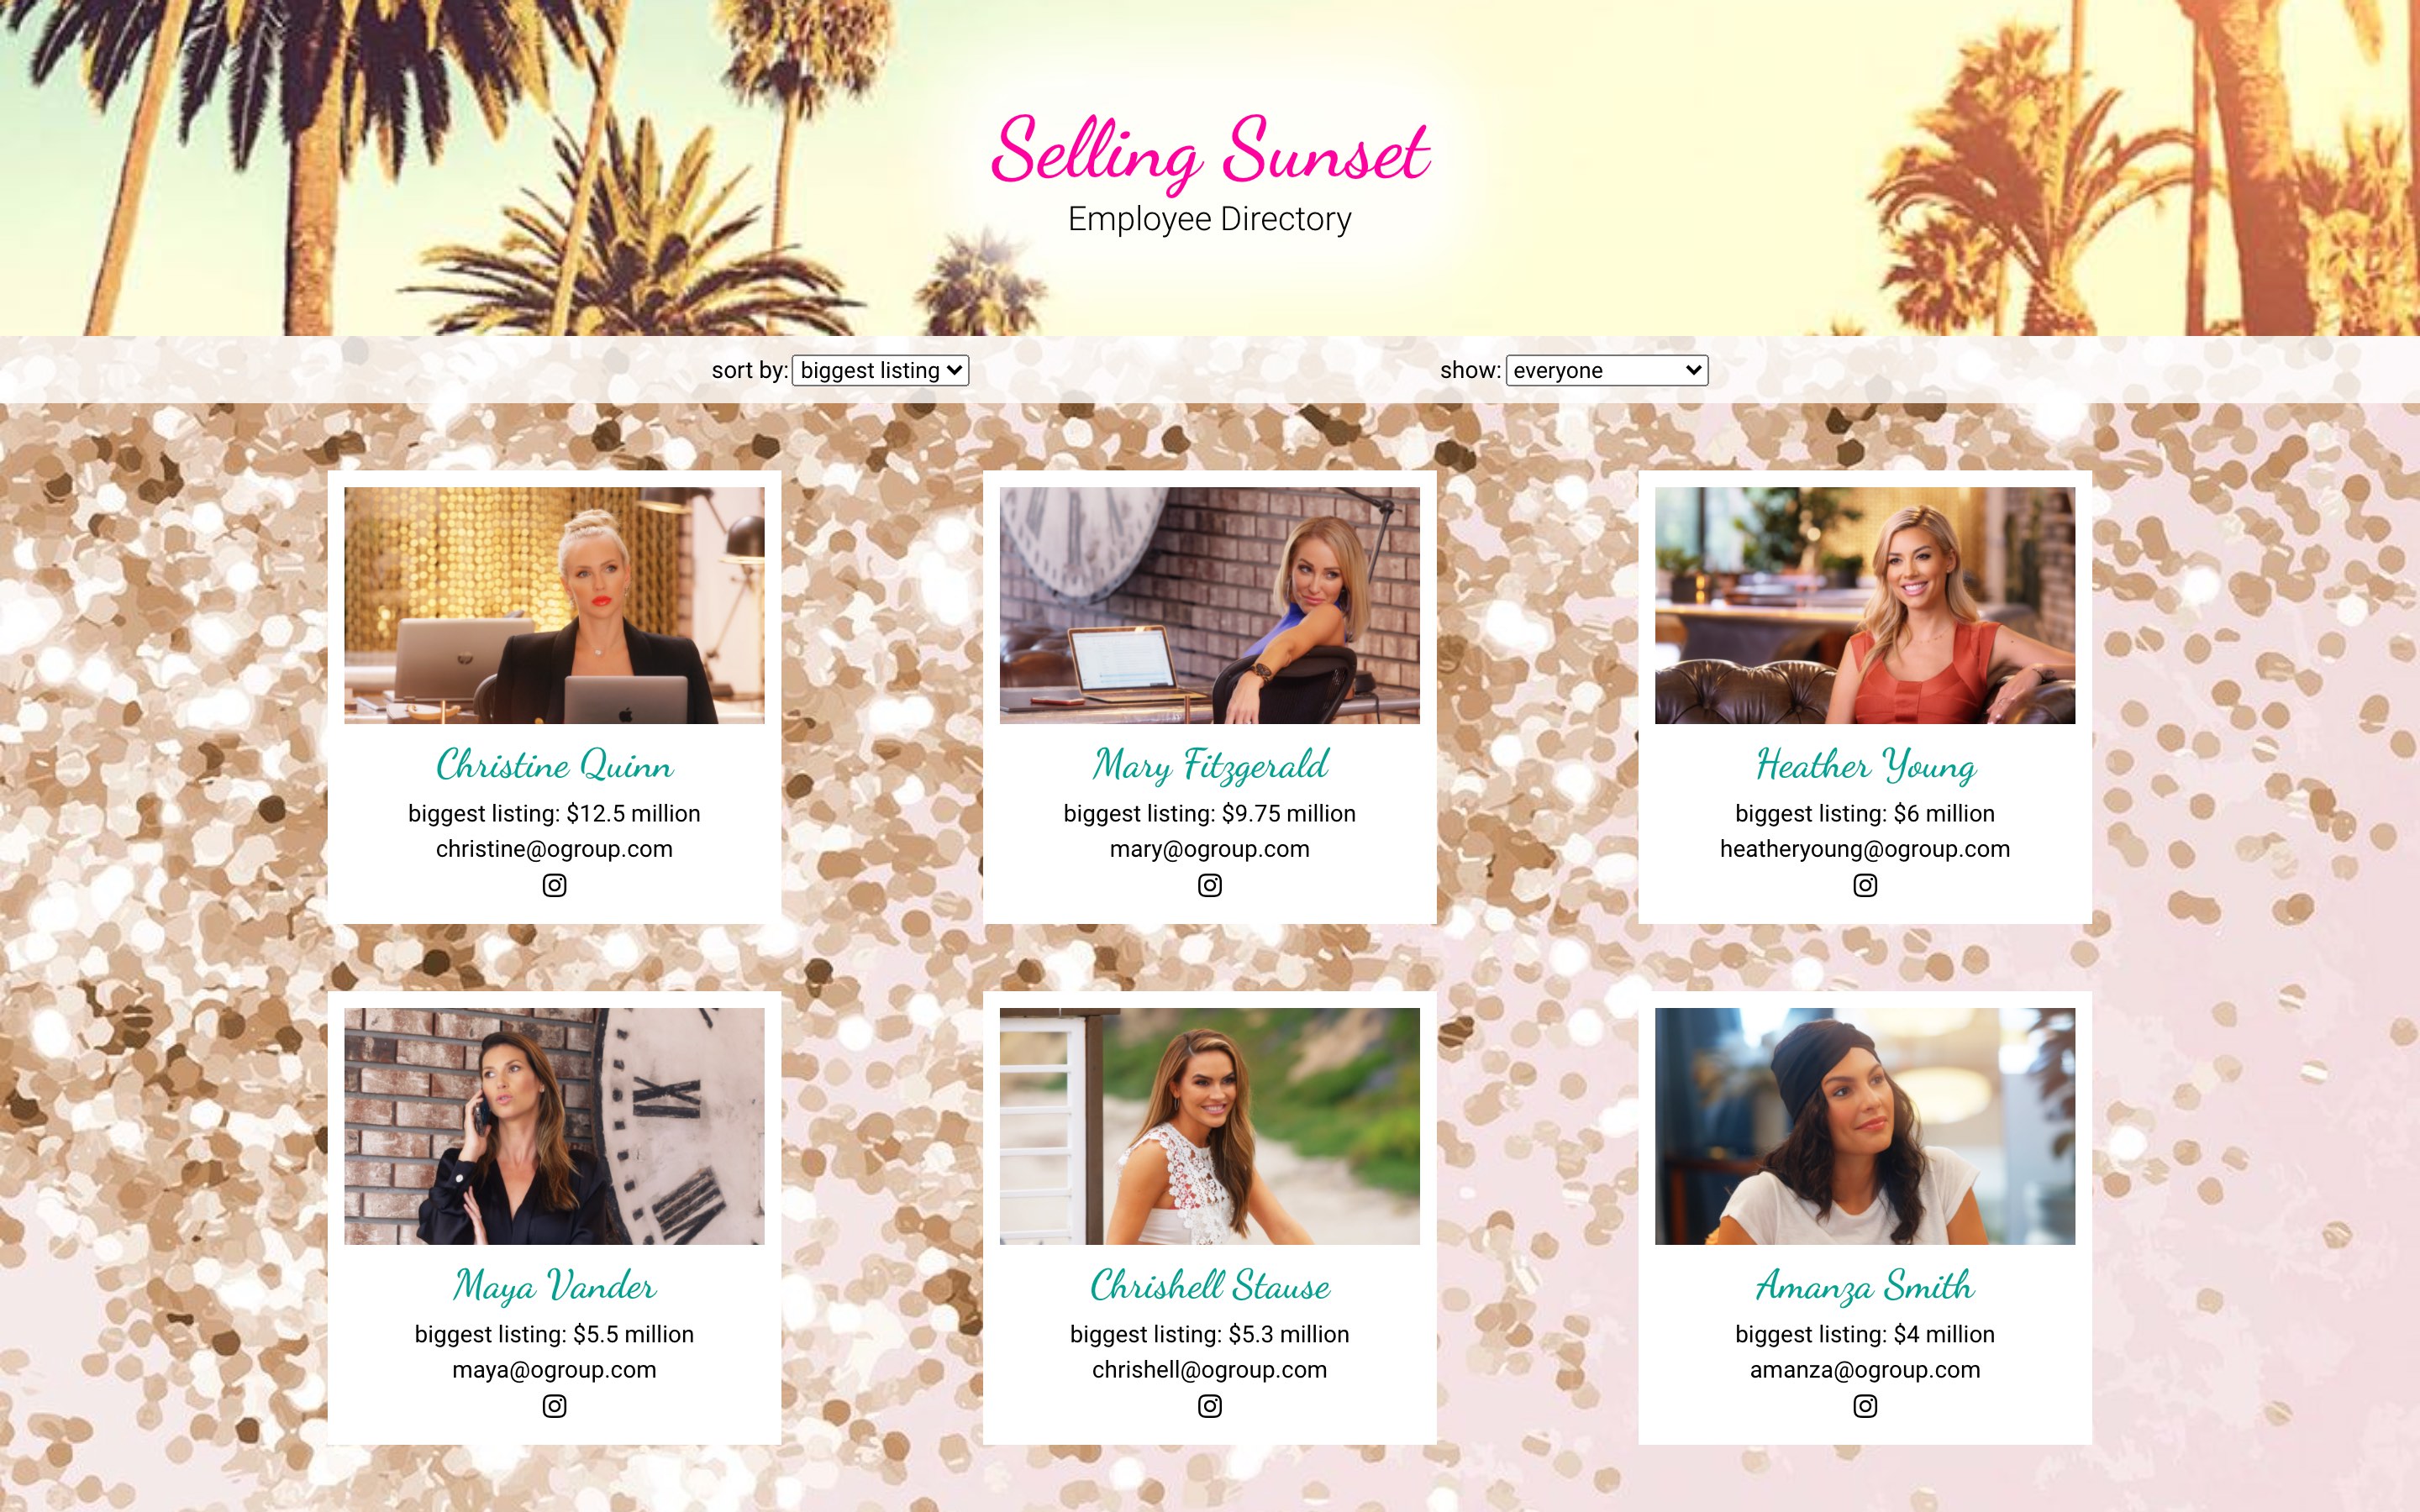 Selling Sunset
Employee Directory
sort by: biggest listing show: everyone
Christine Quinn
biggest listing: $12.5 million
christine@ogroup.com
Mary Fitzgerald
biggest listing: $9.75 million
mary@ogroup.com
Heather Young
biggest listing: $6 million
heatheryoung@ogroup.com
Maya Vander
biggest listing: $5.5 million
maya@ogroup.com
Chrishell Stause
biggest listing: $5.3 million
chrishell@ogroup.com
Amanza Smith
biggest listing: $4 million
amanza@ogroup.com